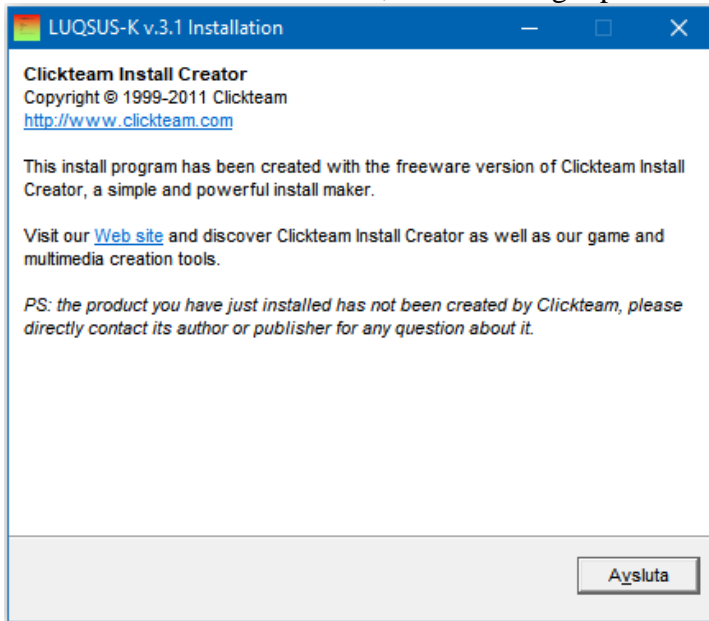 LUQSUS-K v.3.1 Installation
Clickteam Install Creator
Copyright © 1999-2011 Clickteam
http://www.clickteam.com
This install program has been created with the freeware version of Clickteam Install
Creator, a simple and powerful install maker.
Visit our Web site and discover Clickteam Install Creator as well as our game and
multimedia creation tools.
PS: the product you have just installed has not been created by Clickteam, please
directly contact its author or publisher for any question about it.
Avsluta